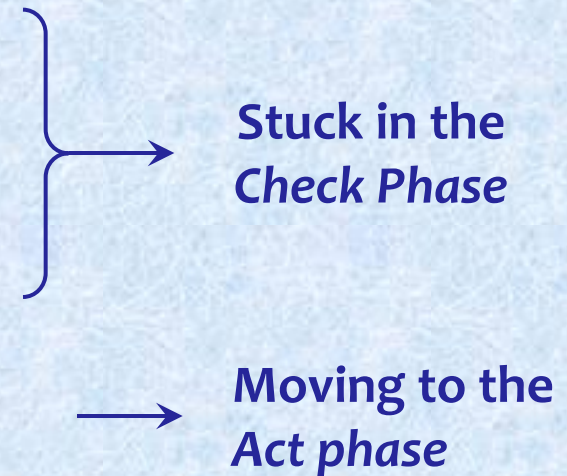 Stuck in the
Check Phase
Moving to the
Act phase